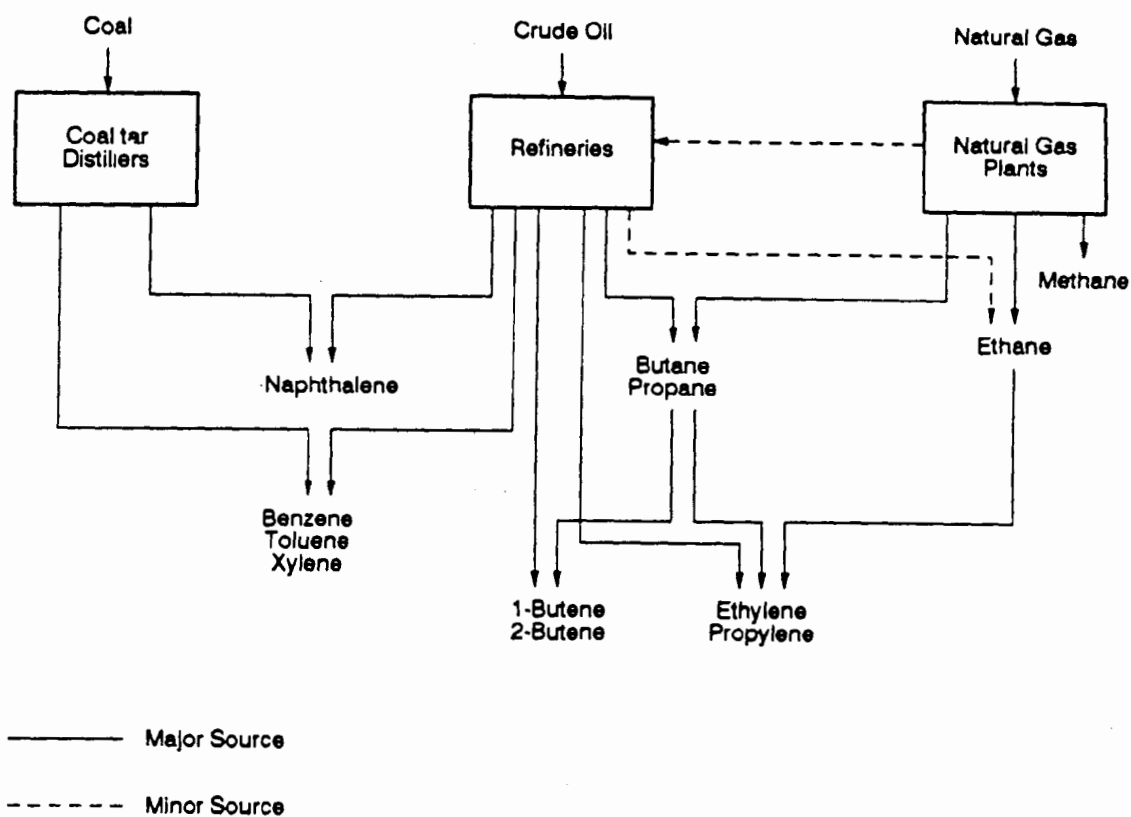 Coal
Crude Oil
Natural Gas
Coal tar
Distillers
Refineries
Natural Gas
Plants
Methane
Ethane
Naphthalene
Butane
Propane
Benzene
Toluene
Xylene
1-Butene
2-Butene
Ethylene
Propylene
Major Source
Minor Source